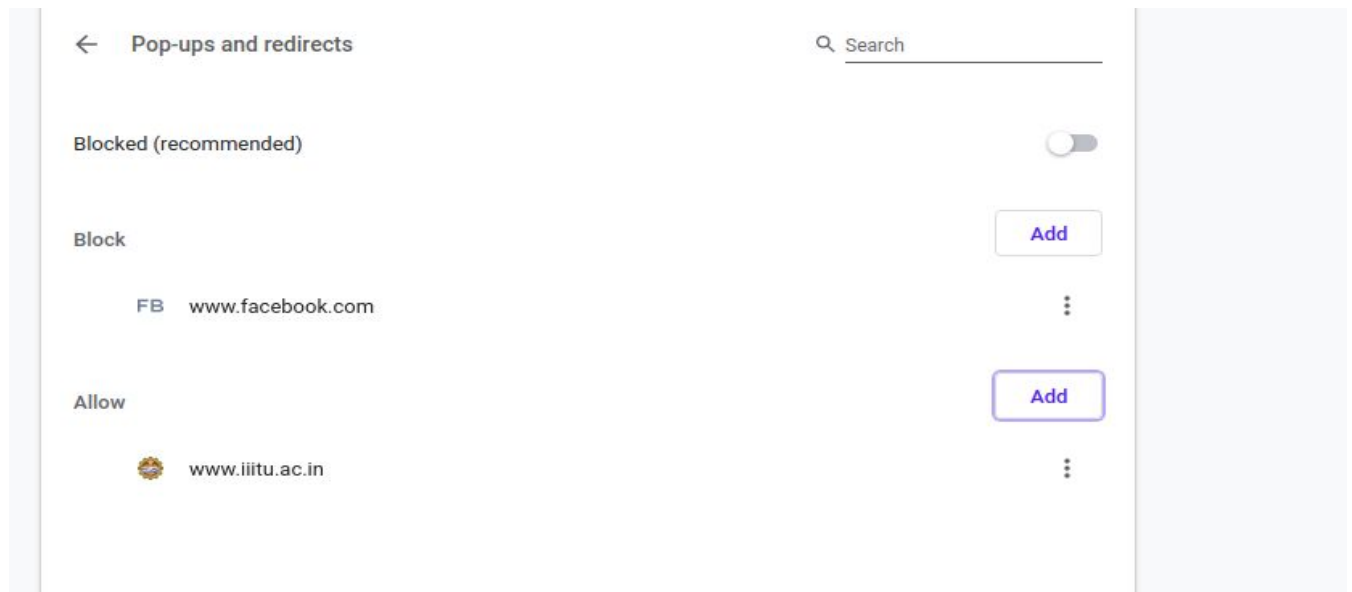 Pop-ups and redirects
Search
Blocked (recommended)
Block
Add
FB www.facebook.com
Allow
Add
www.iiitu.ac.in